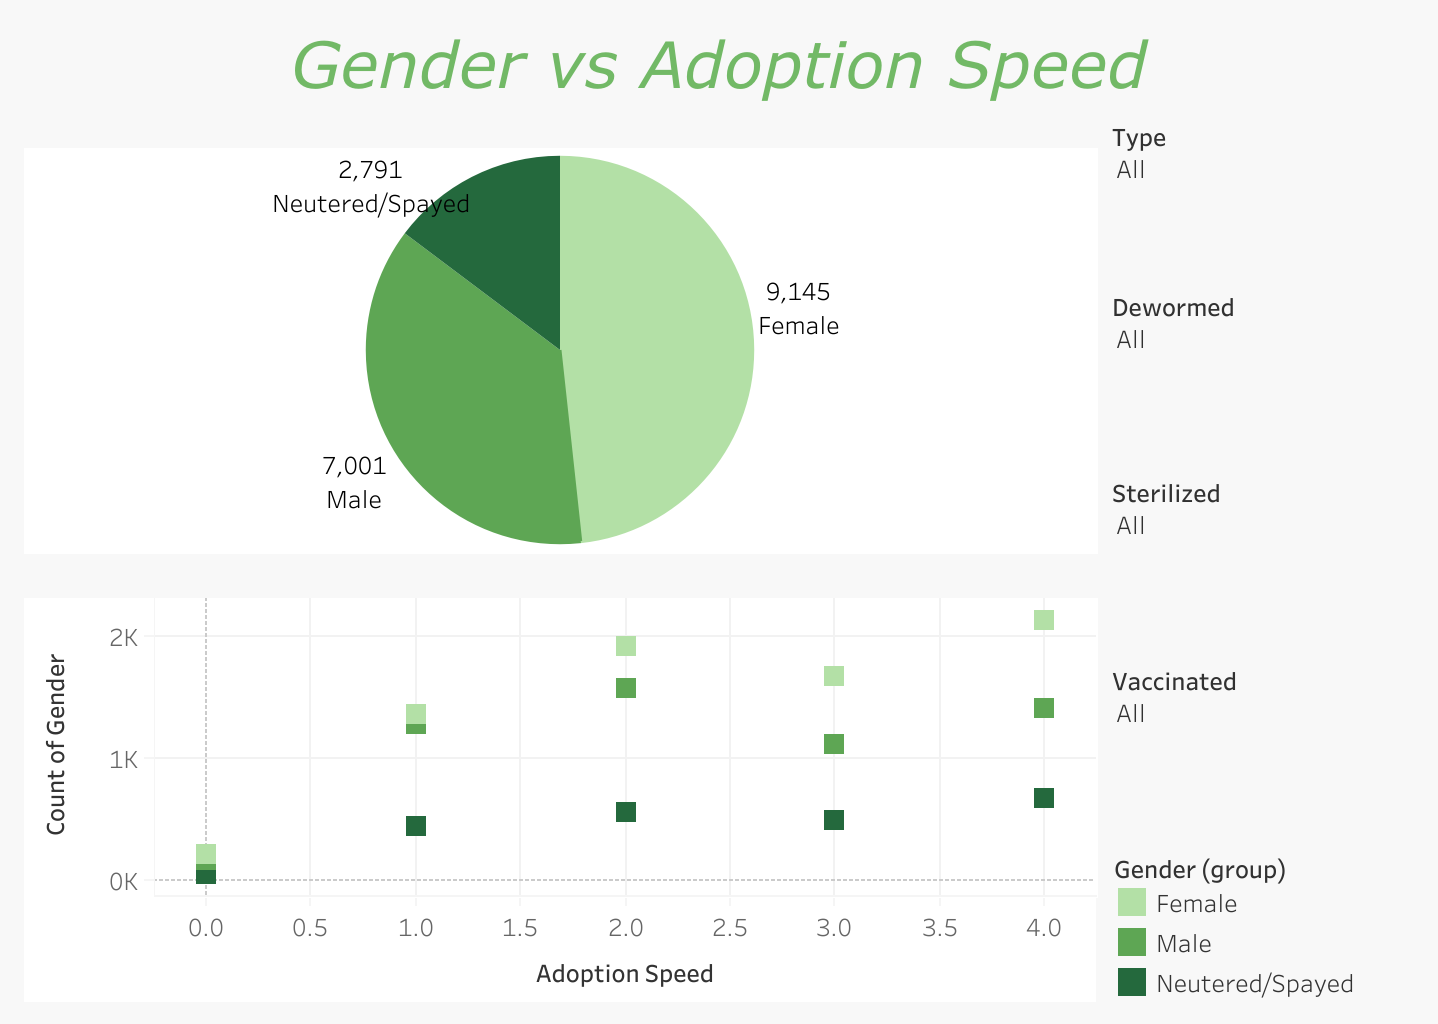 Gender vs Adoption Speed
2,791
Neutered/Spayed
9,145
Female
7,001
Male
Type
All
Dewormed
All
Sterilized
All
Vaccinated
All
Count of Gender
2K
1K
0K
0.0 0.5 1.0 1.5 2.0 2.5 3.0 3.5 4.0
Adoption Speed
Gender (group)
Female
Male
Neutered/Spayed